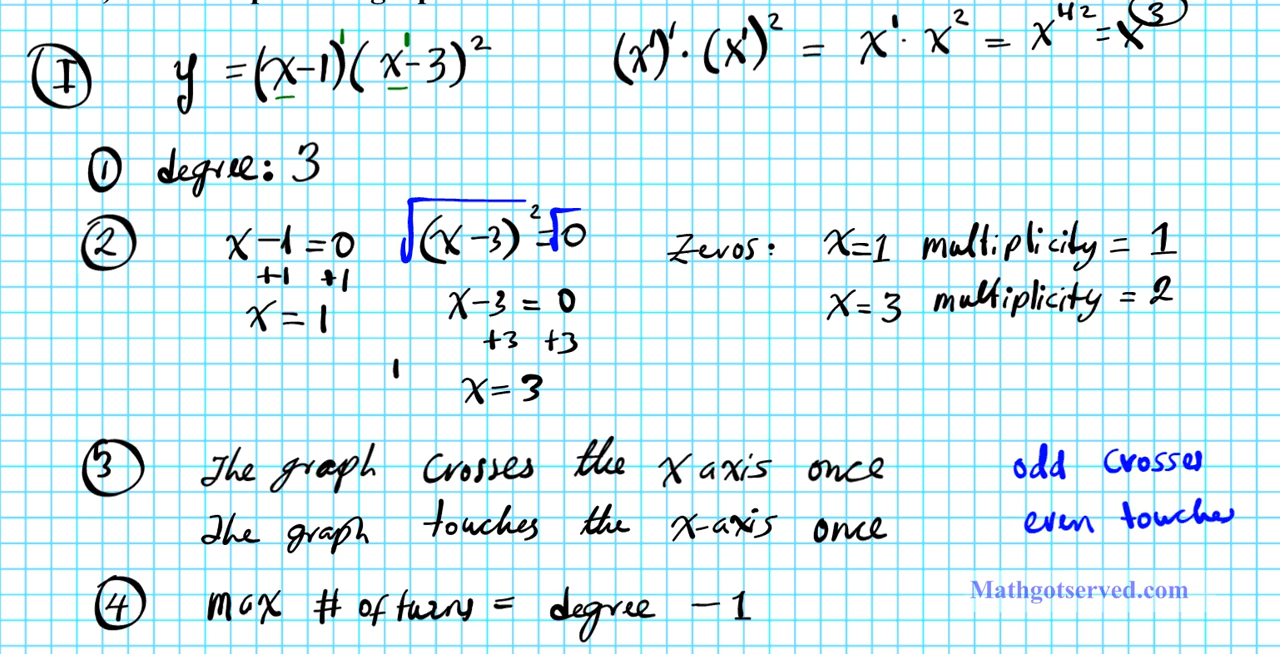 I y = (x-1)¹(x¹-3)² (x¹)¹·(x¹)² = x¹·x² = x¹⁺² = x³
① degree: 3
② x-1=0 √(x-3)² = √0 Zeros: x=1 multiplicity = 1
+1 +1 x-3 = 0 x=3 multiplicity = 2
x = 1 +3 +3
1 x=3
③ The graph crosses the x axis once odd crosses
The graph touches the x-axis once even touches
④ max # of turns = degree - 1
Mathgotserved.com